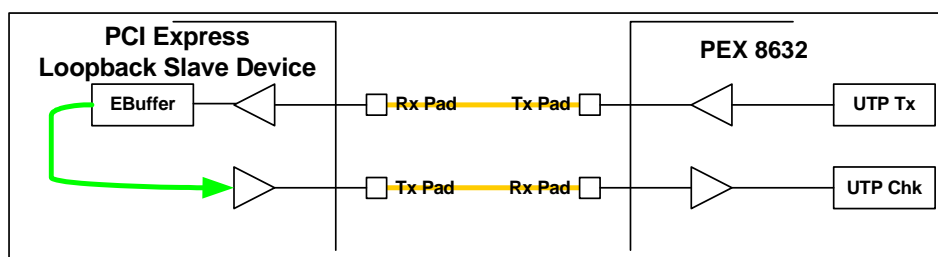 PCI Express
Loopback Slave Device
PEX 8632
EBuffer
Rx Pad
Tx Pad
UTP Tx
Tx Pad
Rx Pad
UTP Chk